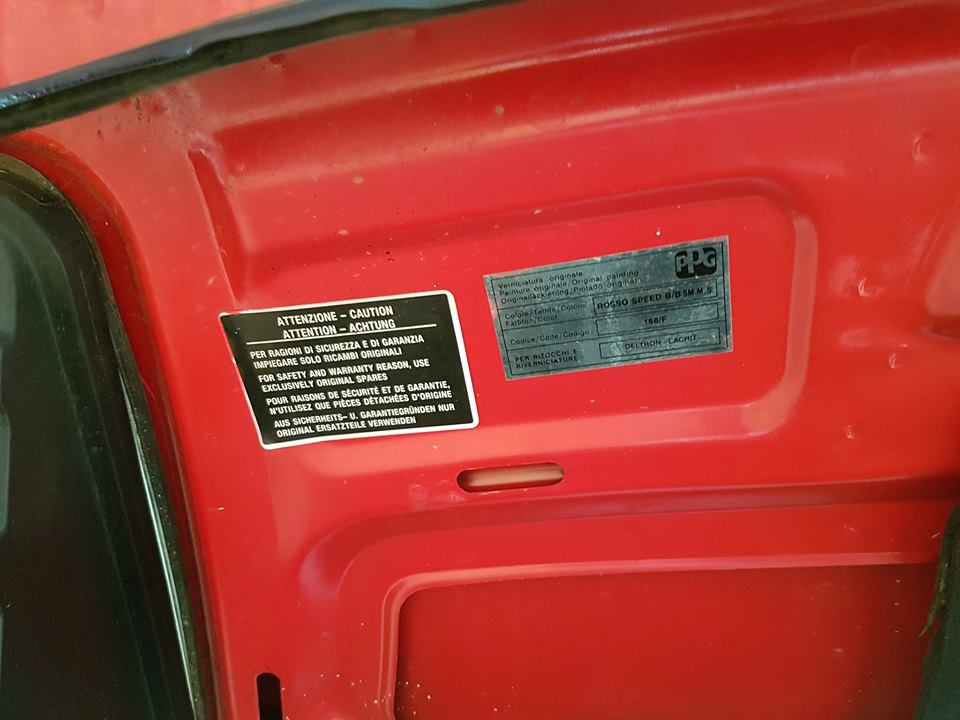 ATTENZIONE – CAUTION
ATTENTION – ACHTUNG
PER RAGIONI DI SICUREZZA E DI GARANZIA
IMPIEGARE SOLO RICAMBI ORIGINALI
FOR SAFETY AND WARRANTY REASON, USE
EXCLUSIVELY ORIGINAL SPARES
POUR RAISONS DE SÉCURITÉ ET DE GARANTIE,
N'UTILISEZ QUE PIÈCES DÉTACHÉES D'ORIGINE
AUS SICHERHEITS– U. GARANTIEGRÜNDEN NUR
ORIGINAL ERSATZTEILE VERWENDEN
PPG
Verniciatura originale
Peinture originale/Original painting
Originallackierung/Pintado original
Colore/Teinte/Colour
Farbton/Color
ROSSO SPEED B/B SM.M.S
168/F
Codice/Code/Codigo
DELTRON - LACRIT
PER RITOCCHI E
RIVERNICIATURE